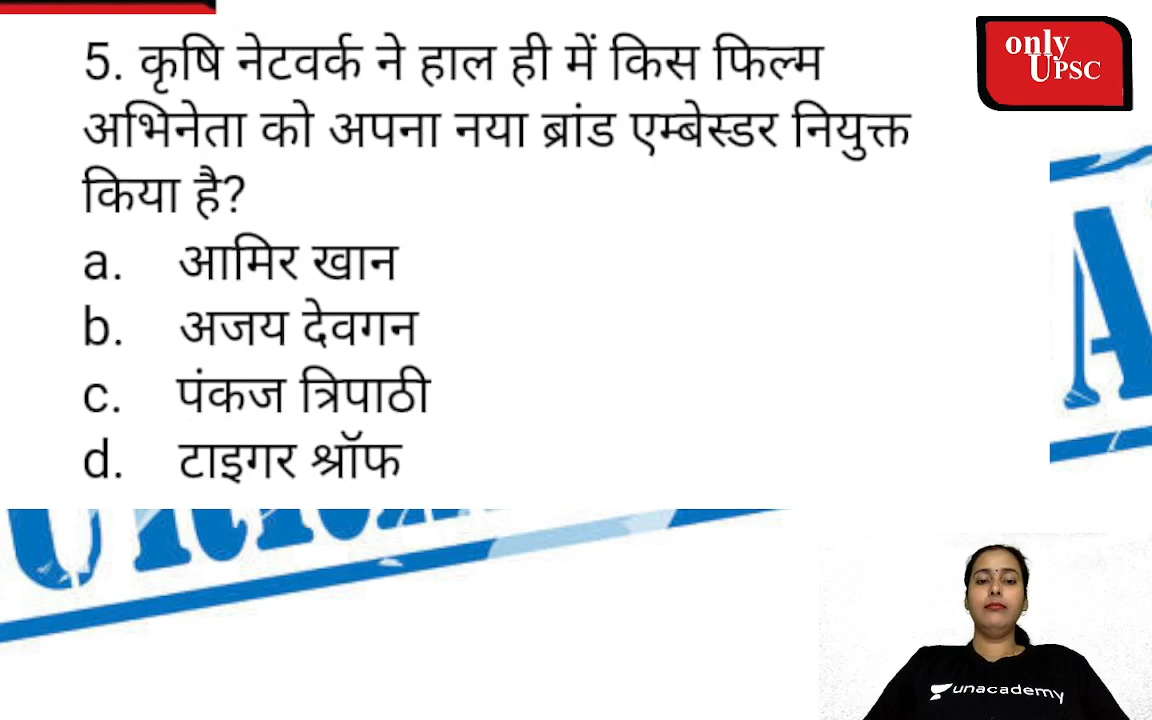 only
UPSC
5. कृषि नेटवर्क ने हाल ही में किस फिल्म
अभिनेता को अपना नया ब्रांड एम्बेस्डर नियुक्त
किया है?
a. आमिर खान
b. अजय देवगन
c. पंकज त्रिपाठी
d. टाइगर श्रॉफ
unacademy